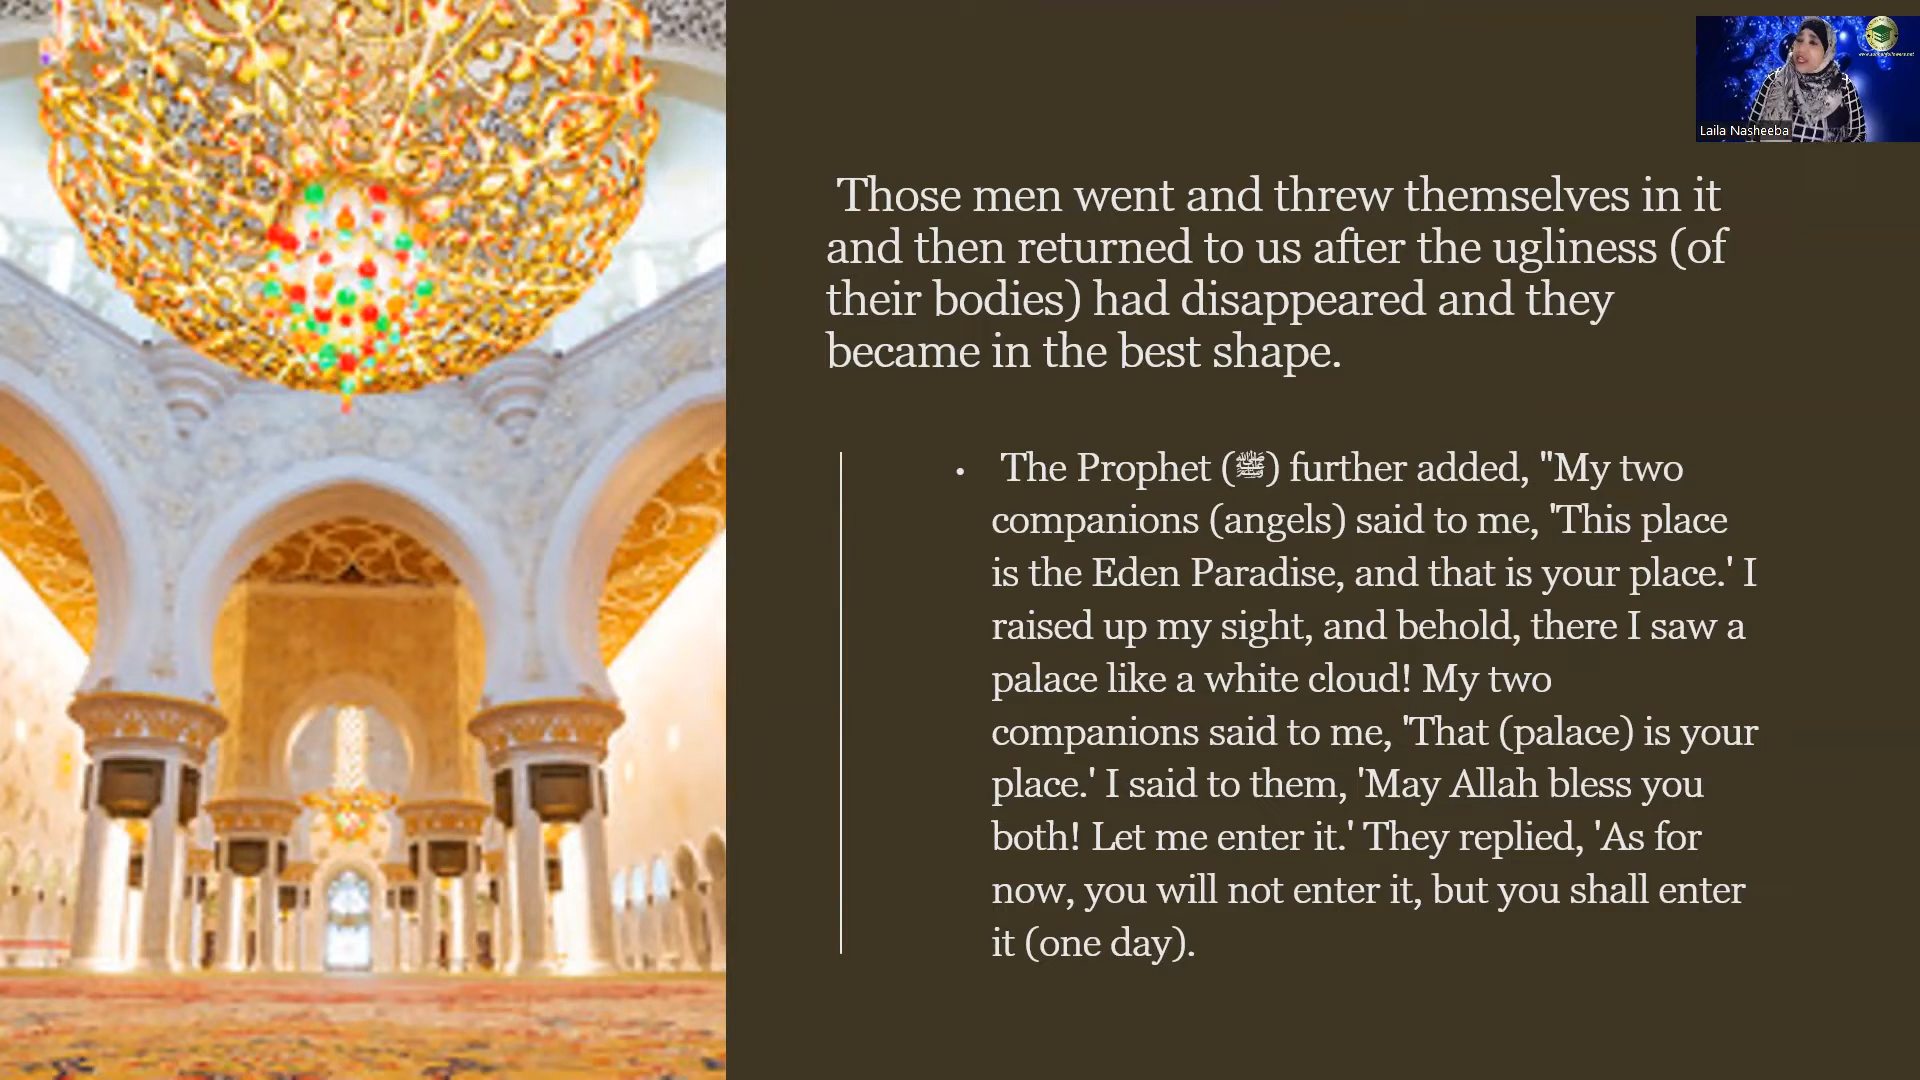 Laila Nasheeba
Those men went and threw themselves in it
and then returned to us after the ugliness (of
their bodies) had disappeared and they
became in the best shape.
• The Prophet (ﷺ) further added, "My two
companions (angels) said to me, 'This place
is the Eden Paradise, and that is your place.' I
raised up my sight, and behold, there I saw a
palace like a white cloud! My two
companions said to me, 'That (palace) is your
place.' I said to them, 'May Allah bless you
both! Let me enter it.' They replied, 'As for
now, you will not enter it, but you shall enter
it (one day).